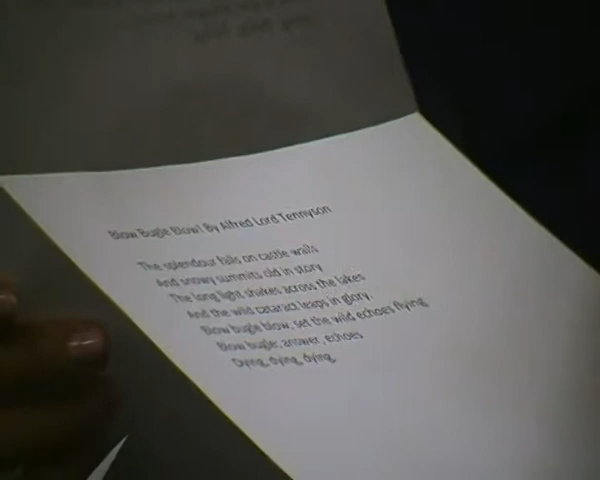 Blow Bugle Blow! By Alfred Lord Tennyson
The splendour falls on castle walls
And snowy summits old in story
The long light shakes across the lakes
And the wild cataract leaps in glory.
Blow bugle blow, set the wild echoes flying
Blow bugle; answer, echoes
Dying, dying, dying.